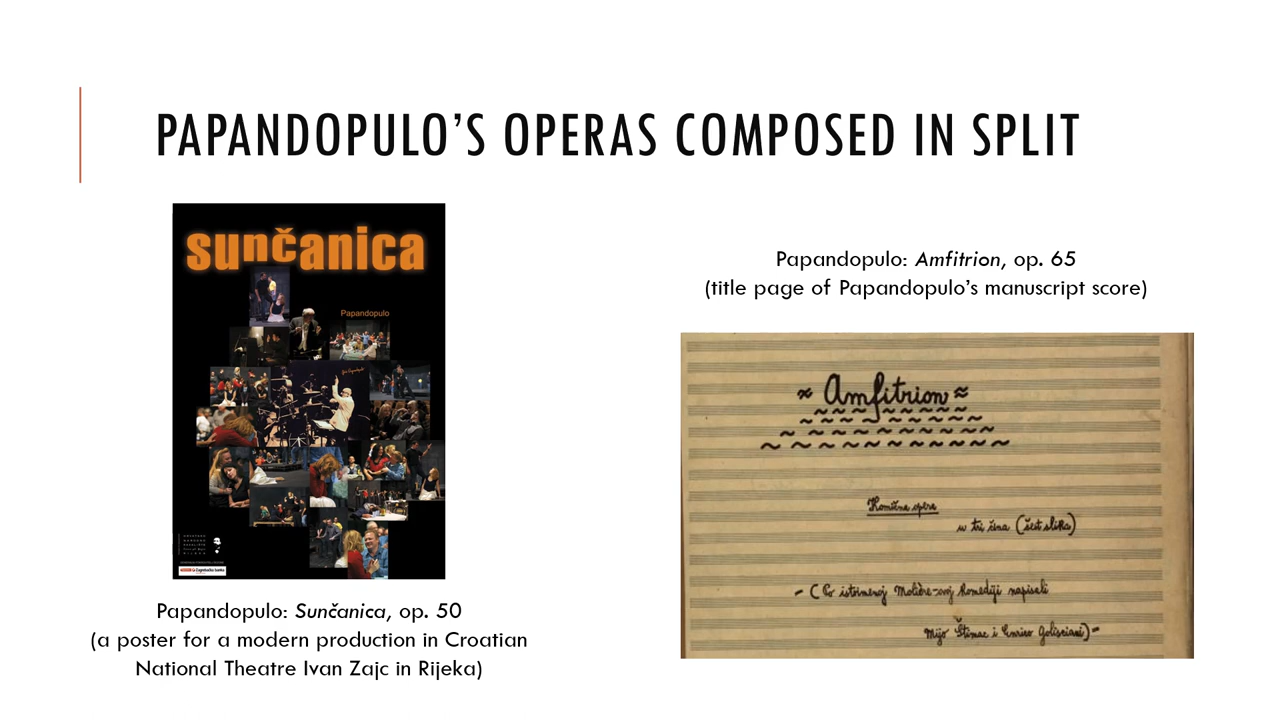 PAPANDOPULO’S OPERAS COMPOSED IN SPLIT
sunčanica
Papandopulo
Zagrebačka banka
Papandopulo: Sunčanica, op. 50
(a poster for a modern production in Croatian
National Theatre Ivan Zajc in Rijeka)
Papandopulo: Amfitrion, op. 65
(title page of Papandopulo’s manuscript score)
≈ Amfitrion ≈
Komična opera
u tri čina (šest slika)
- (Po istoimenoj Molière-ovoj komediji napisali
Mijo Štimac i Enrico Golisciani) -